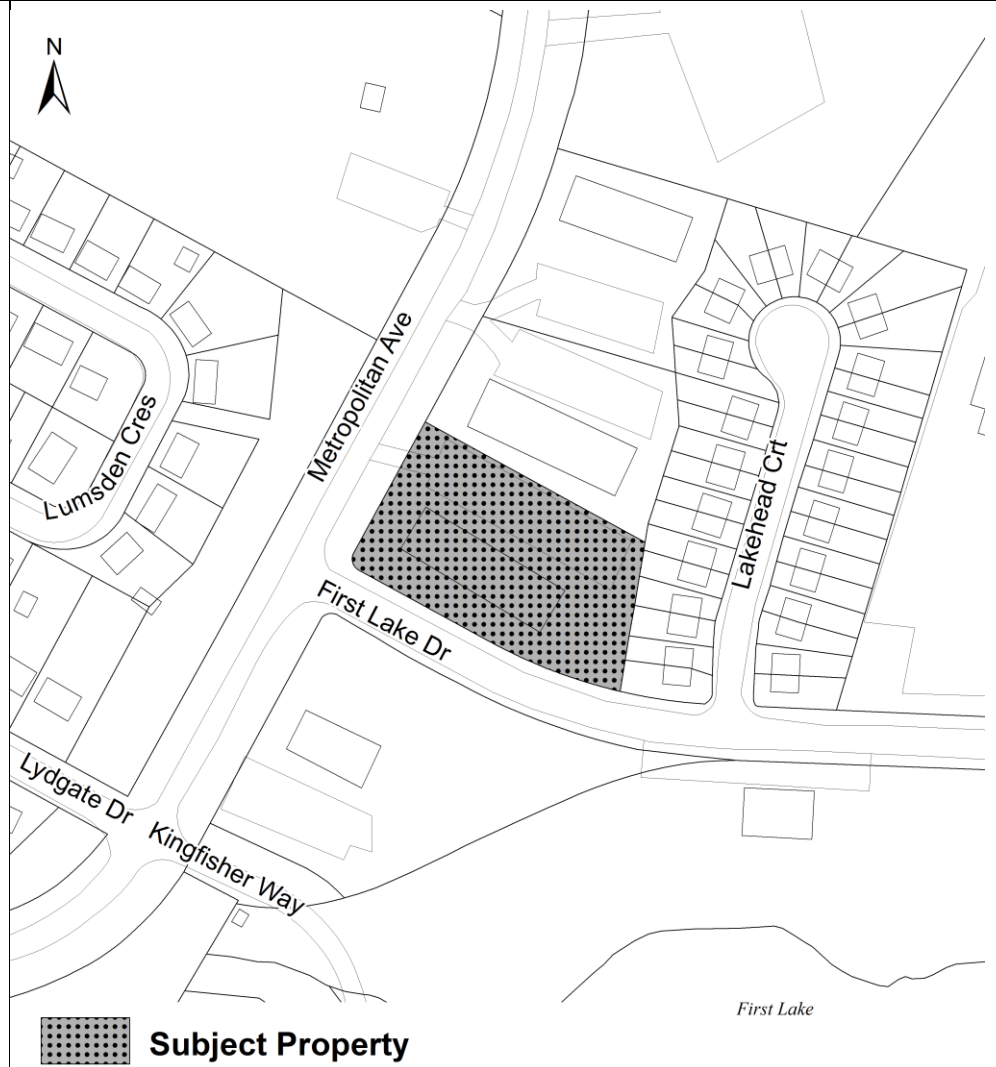 N
Metropolitan Ave
Lumsden Cres
Lakehead Crt
First Lake Dr
Lydgate Dr
Kingfisher Way
First Lake
Subject Property